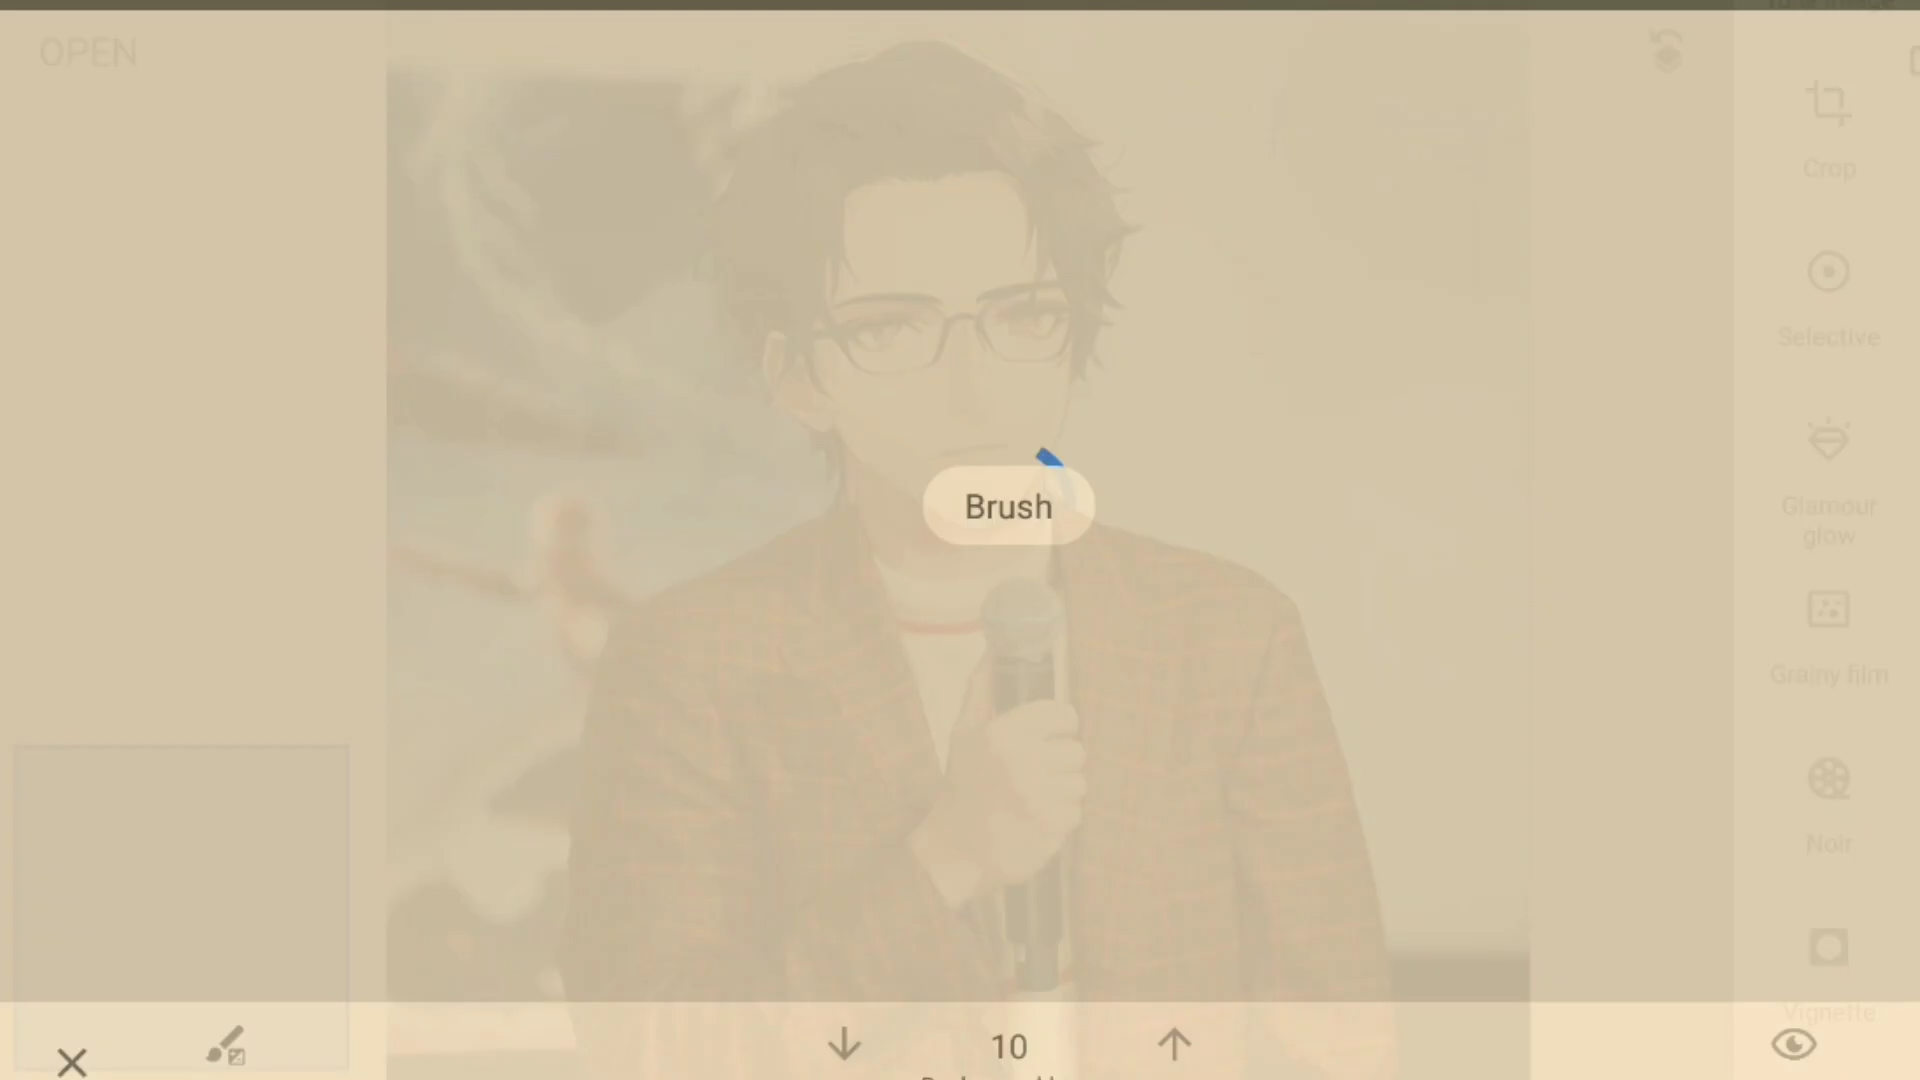 OPEN
Crop
Selective
Glamour
glow
Brush
Grainy film
Noir
Vignette
10